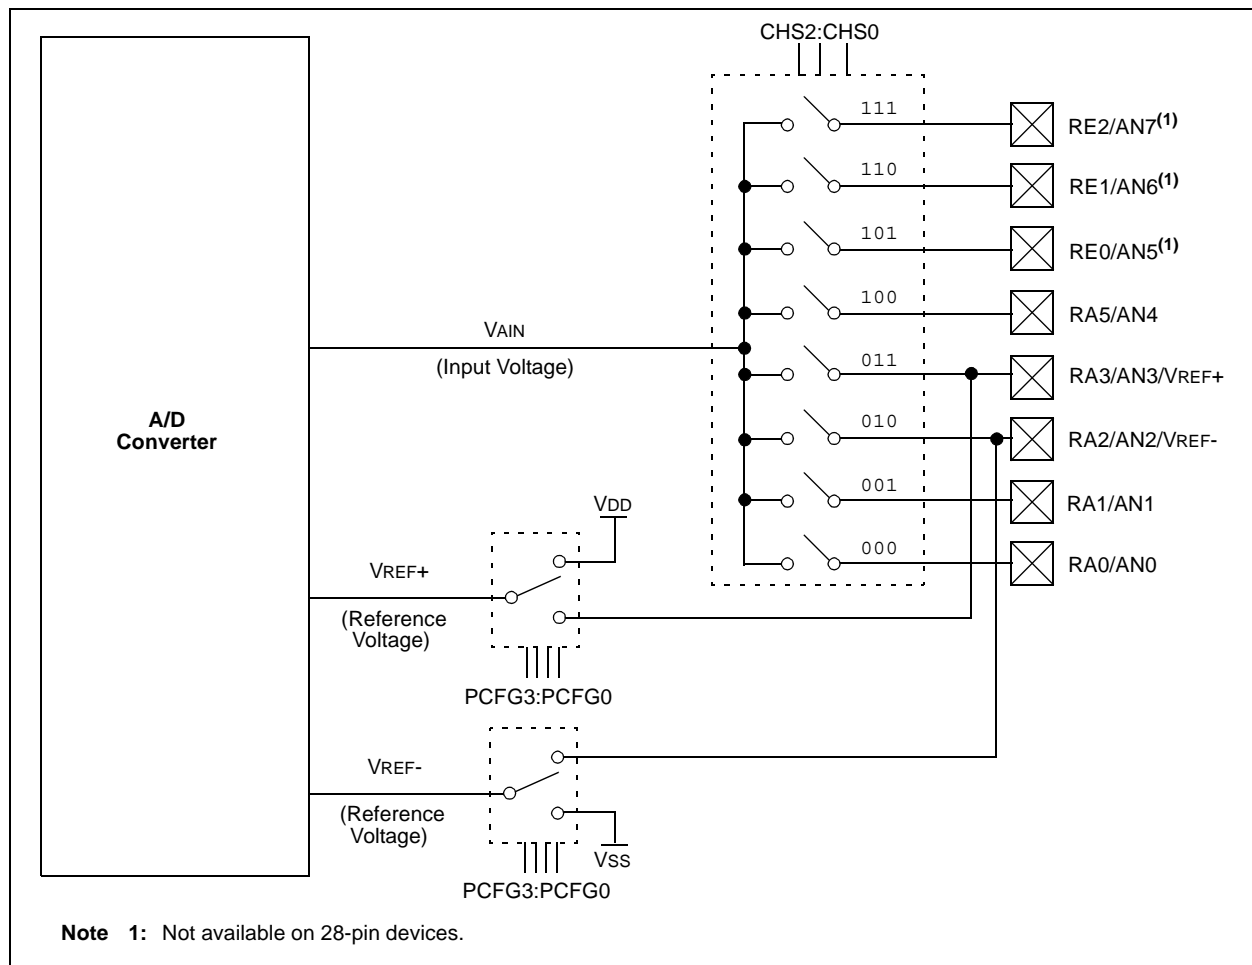 CHS2:CHS0
111
RE2/AN7(1)
110
RE1/AN6(1)
101
RE0/AN5(1)
100
RA5/AN4
VAIN
(Input Voltage)
011
RA3/AN3/VREF+
A/D
Converter
010
RA2/AN2/VREF-
001
RA1/AN1
VDD
000
RA0/AN0
VREF+
(Reference
Voltage)
PCFG3:PCFG0
VREF-
(Reference
Voltage)
VSS
PCFG3:PCFG0
Note 1: Not available on 28-pin devices.